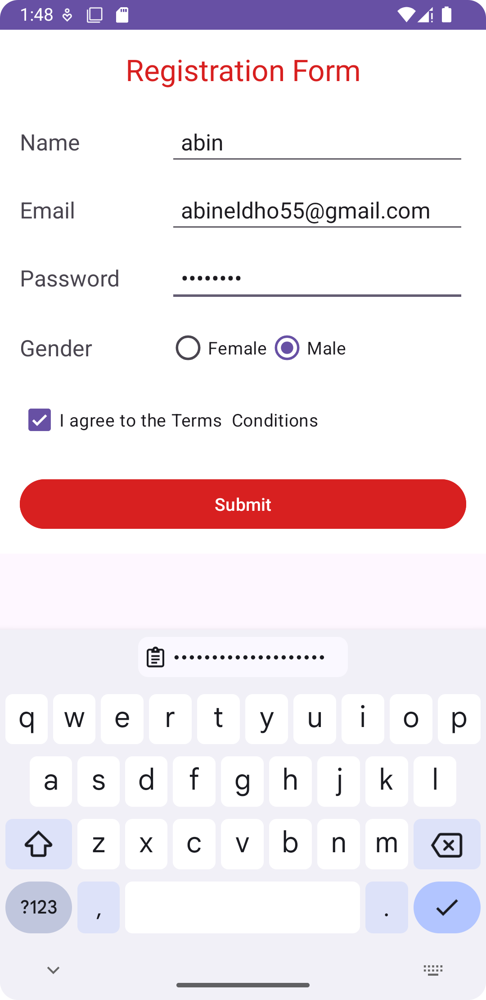 1:48
Registration Form
Name abin
Email abineldho55@gmail.com
Password ••••••••
Gender Female Male
I agree to the Terms  Conditions
Submit
••••••••••••••••••••
q w e r t y u i o p
a s d f g h j k l
z x c v b n m
?123 , .